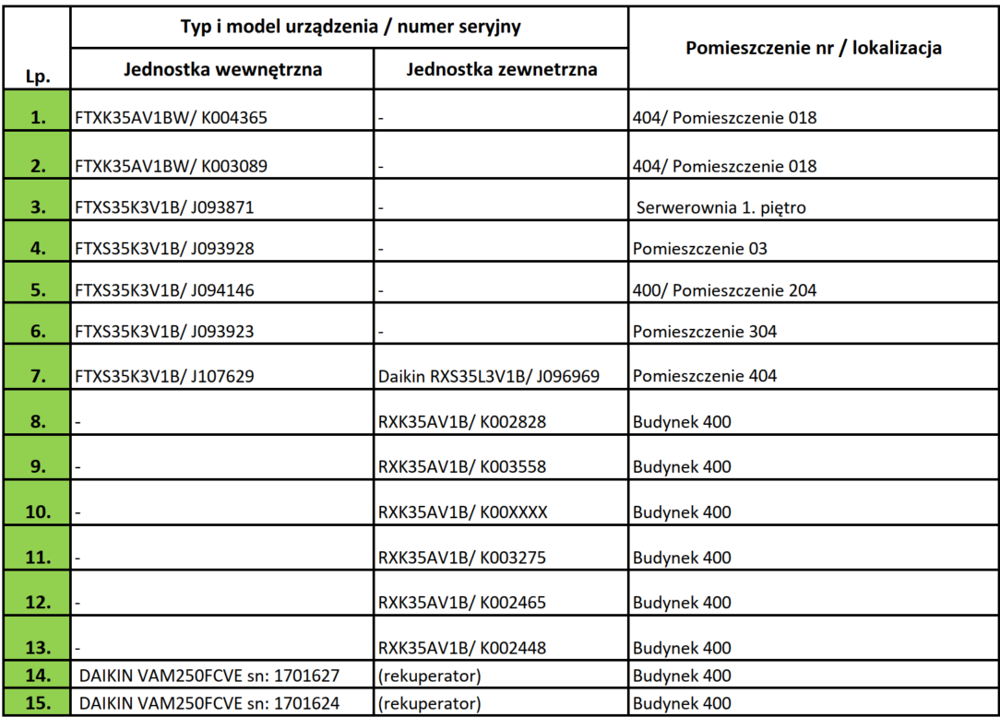 Lp. Typ i model urządzenia / numer seryjny Pomieszczenie nr / lokalizacja
Jednostka wewnętrzna Jednostka zewnetrzna
1. FTXK35AV1BW/ K004365 - 404/ Pomieszczenie 018
2. FTXK35AV1BW/ K003089 - 404/ Pomieszczenie 018
3. FTXS35K3V1B/ J093871 - Serwerownia 1. piętro
4. FTXS35K3V1B/ J093928 - Pomieszczenie 03
5. FTXS35K3V1B/ J094146 - 400/ Pomieszczenie 204
6. FTXS35K3V1B/ J093923 - Pomieszczenie 304
7. FTXS35K3V1B/ J107629 Daikin RXS35L3V1B/ J096969 Pomieszczenie 404
8. - RXK35AV1B/ K002828 Budynek 400
9. - RXK35AV1B/ K003558 Budynek 400
10. - RXK35AV1B/ K00XXXX Budynek 400
11. - RXK35AV1B/ K003275 Budynek 400
12. - RXK35AV1B/ K002465 Budynek 400
13. - RXK35AV1B/ K002448 Budynek 400
14. DAIKIN VAM250FCVE sn: 1701627 (rekuperator) Budynek 400
15. DAIKIN VAM250FCVE sn: 1701624 (rekuperator) Budynek 400